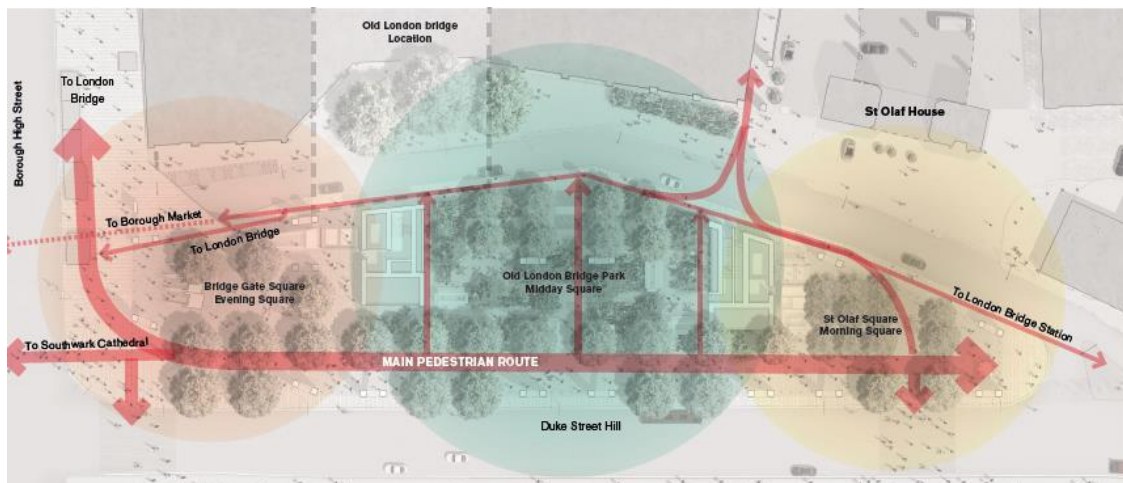 Old London bridge
Location
To London
Bridge
Borough High Street
St Olaf House
To Borough Market
To London Bridge
Bridge Gate Square
Evening Square
Old London Bridge Park
Midday Square
St Olaf Square
Morning Square
To London Bridge Station
To Southwark Cathedral
MAIN PEDESTRIAN ROUTE
Duke Street Hill